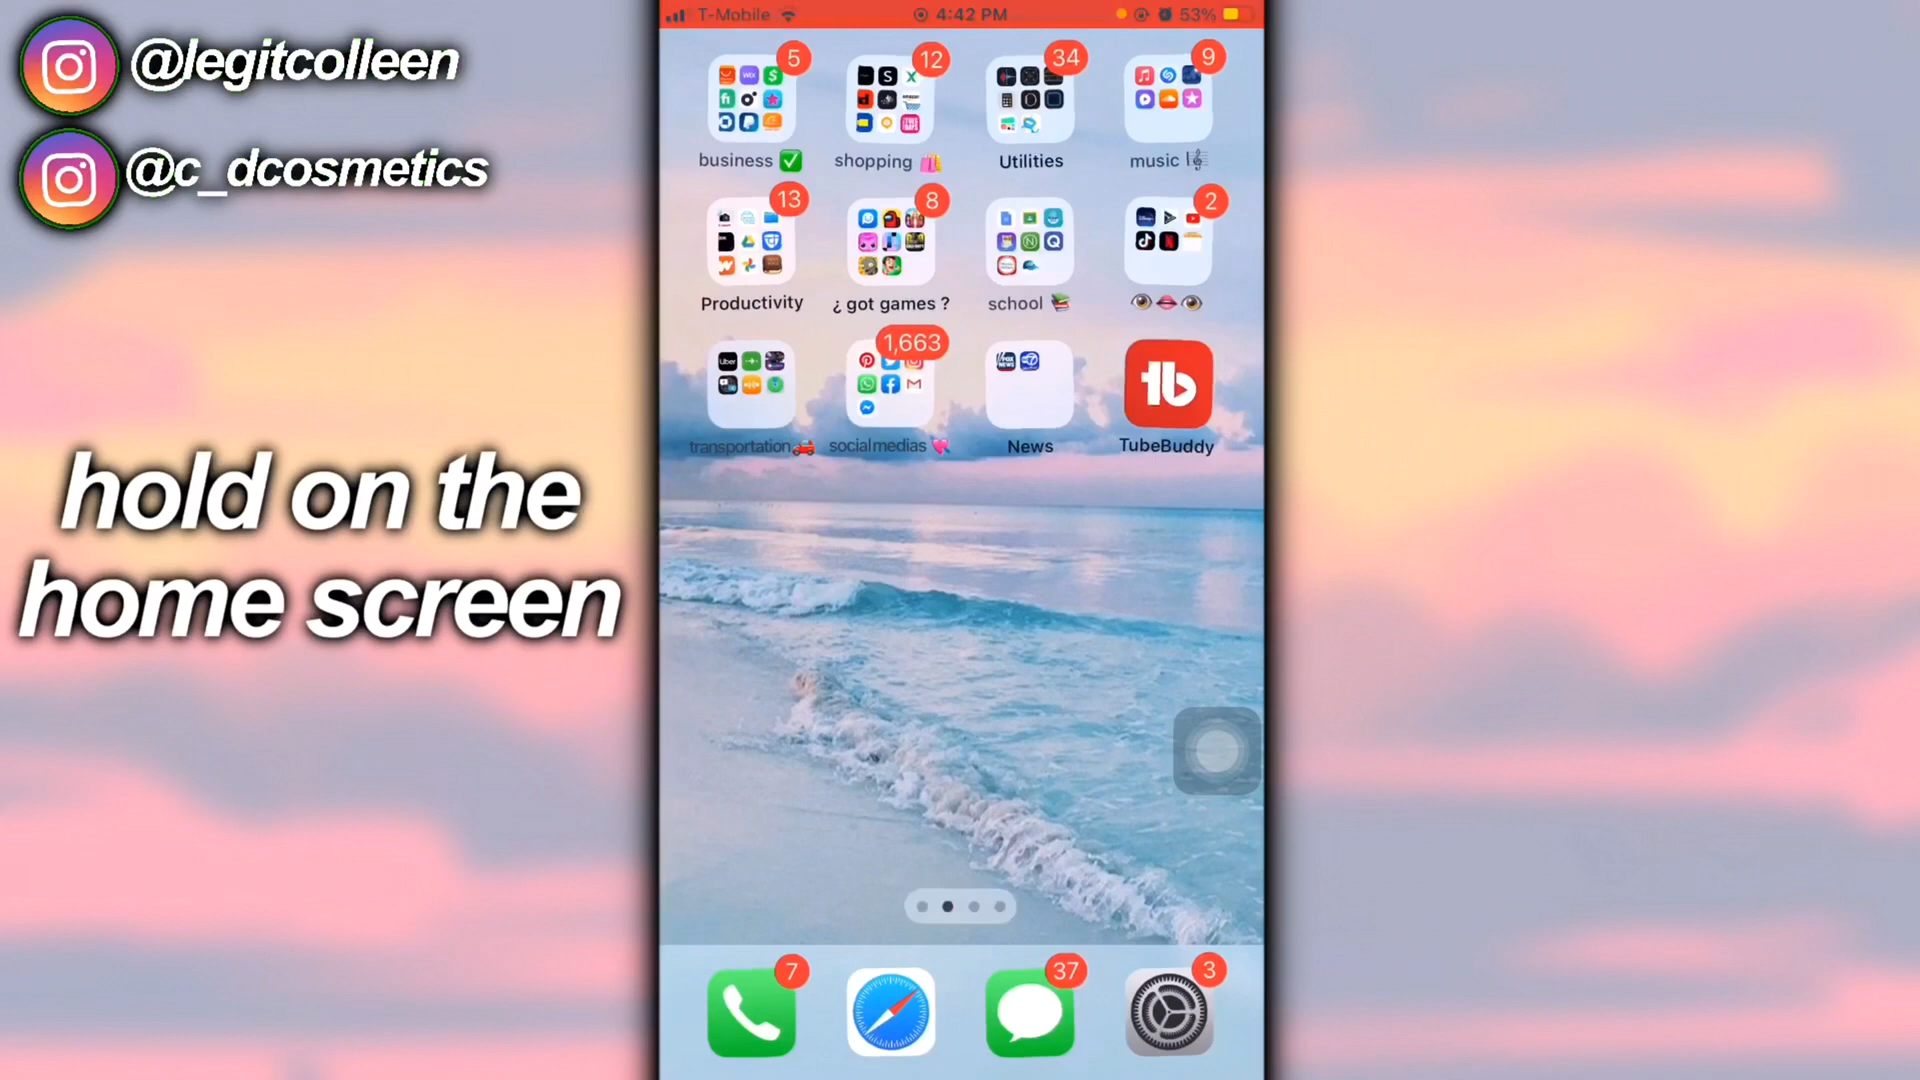 @legitcolleen
@c_dcosmetics
hold on the
home screen
T-Mobile 4:42 PM 53%
5 12 34 9
business ✅ shopping 🛍️ Utilities music 🎼
13 8 2
Productivity ¿ got games ? school 📚 👁️👄👁️
1,663
transportation🚗 socialmedias 💘 News TubeBuddy
7 37 3